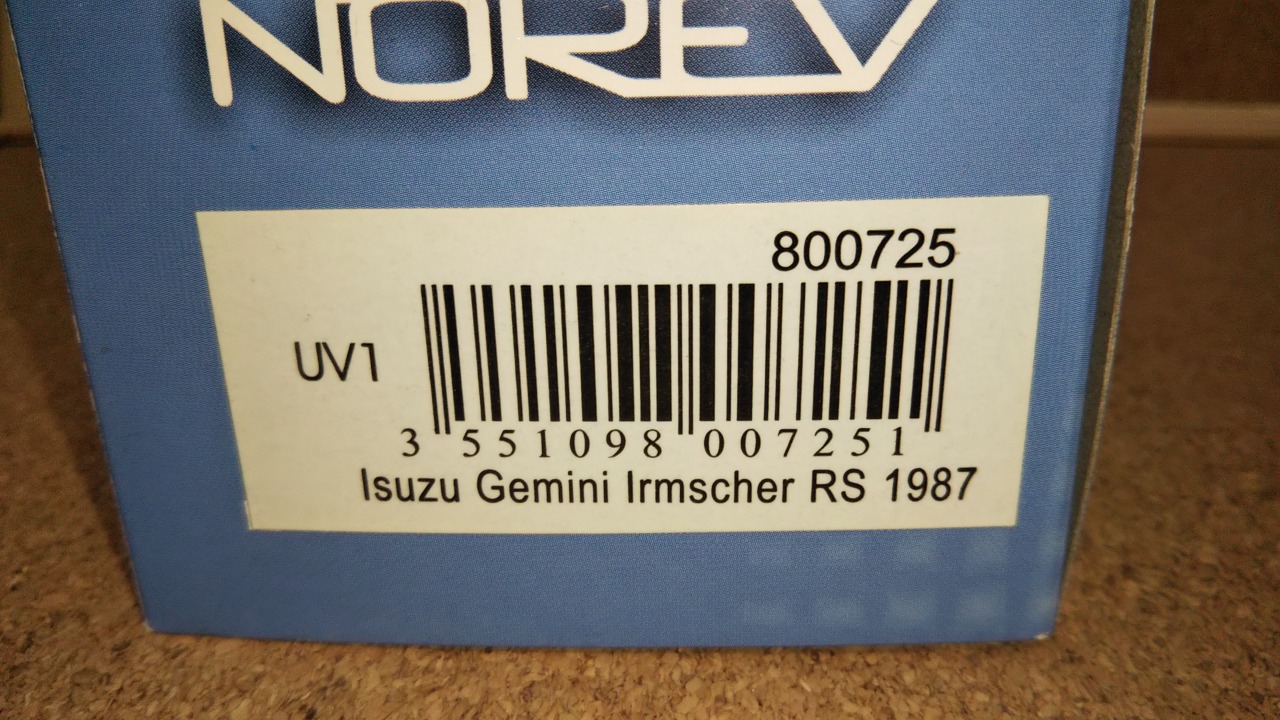 NOREV
800725
UV1
3 551098 007251
Isuzu Gemini Irmscher RS 1987